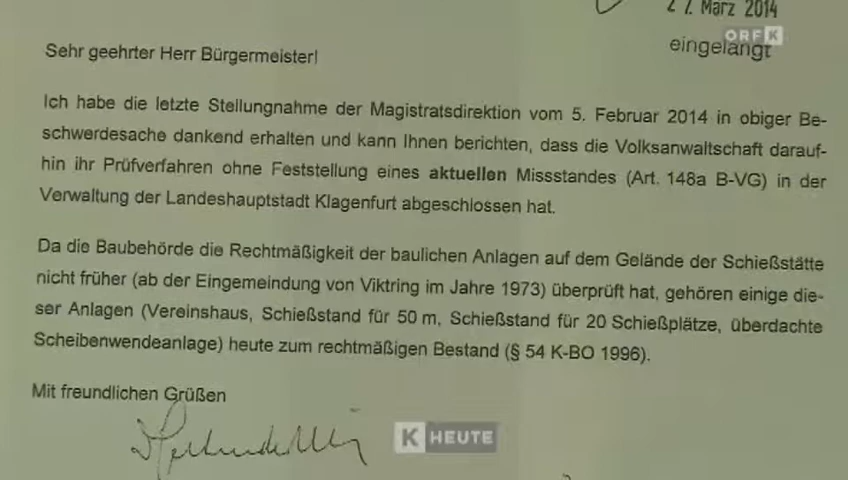 27. März 2014
ORF K
eingelangt
Sehr geehrter Herr Bürgermeister!
Ich habe die letzte Stellungnahme der Magistratsdirektion vom 5. Februar 2014 in obiger Be-
schwerdesache dankend erhalten und kann Ihnen berichten, dass die Volksanwaltschaft darauf-
hin ihr Prüfverfahren ohne Feststellung eines aktuellen Missstandes (Art. 148a B-VG) in der
Verwaltung der Landeshauptstadt Klagenfurt abgeschlossen hat.
Da die Baubehörde die Rechtmäßigkeit der baulichen Anlagen auf dem Gelände der Schießstätte
nicht früher (ab der Eingemeindung von Viktring im Jahre 1973) überprüft hat, gehören einige die-
ser Anlagen (Vereinshaus, Schießstand für 50 m, Schießstand für 20 Schießplätze, überdachte
Scheibenwendeanlage) heute zum rechtmäßigen Bestand (§ 54 K-BO 1996).
Mit freundlichen Grüßen
K HEUTE